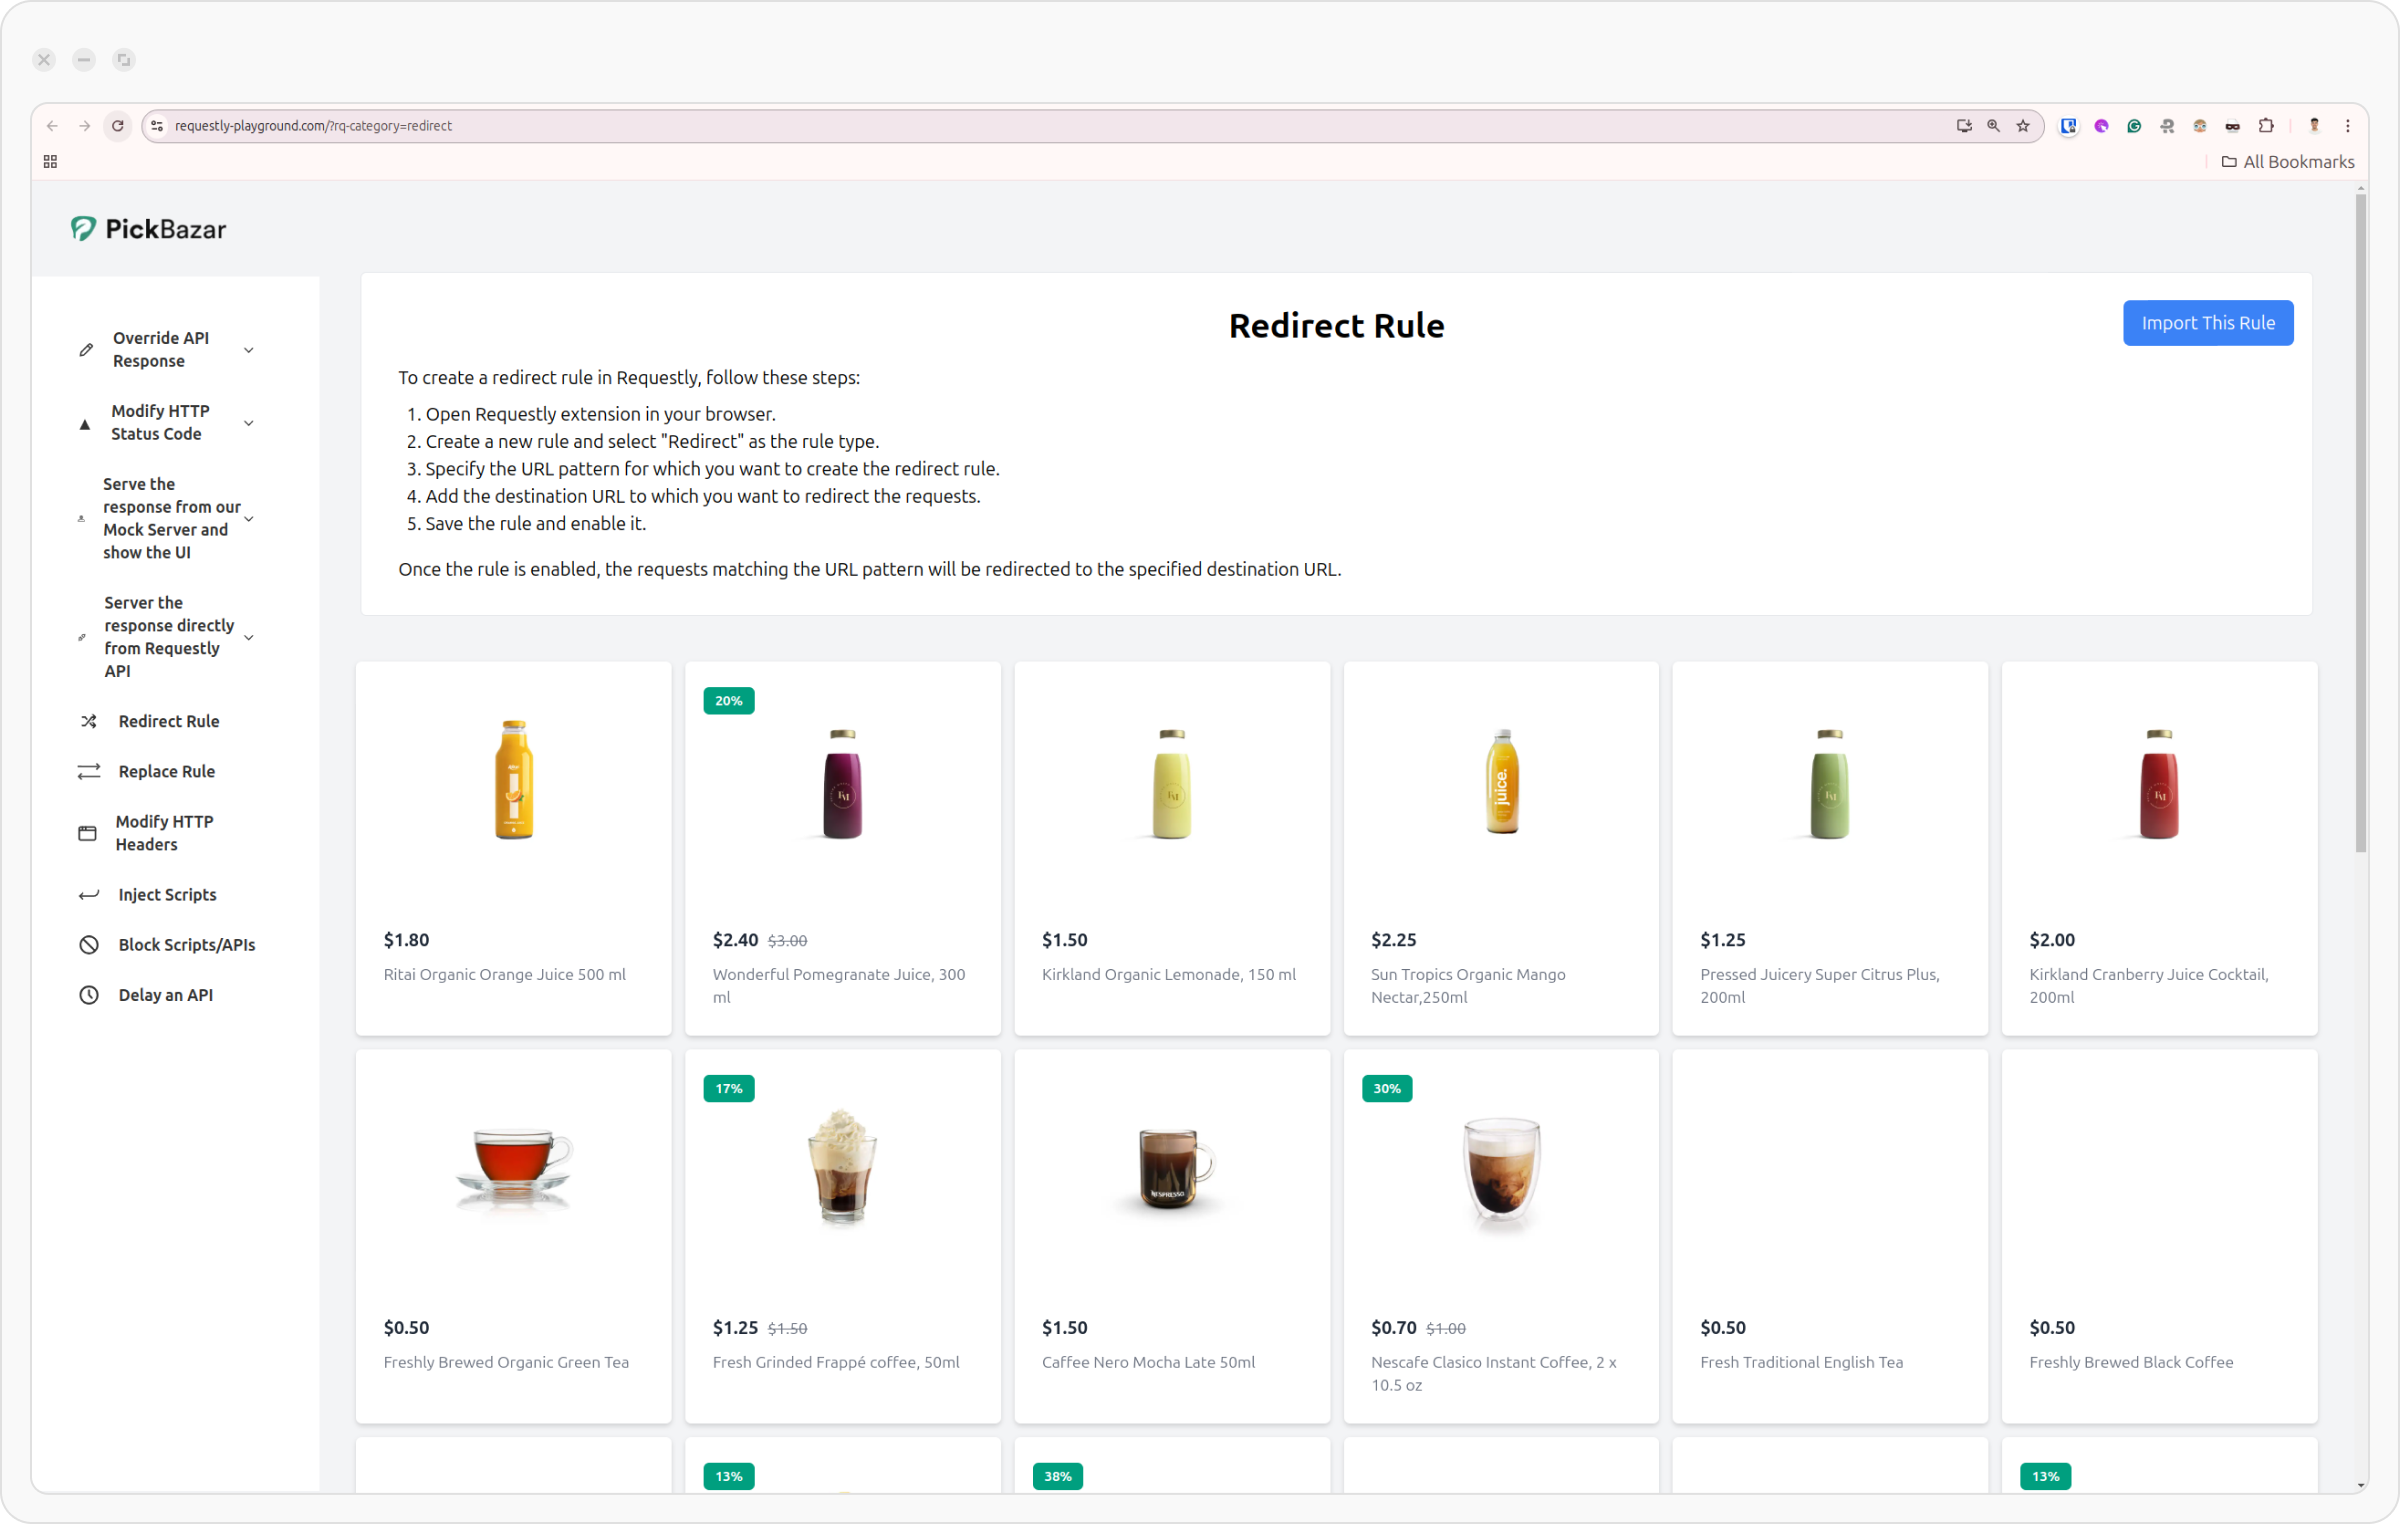 requestly-playground.com/?rq-category=redirect
All Bookmarks
PickBazar
Override API
Response
Modify HTTP
Status Code
Serve the
response from our
Mock Server and
show the UI
Server the
response directly
from Requestly
API
Redirect Rule
Replace Rule
Modify HTTP
Headers
Inject Scripts
Block Scripts/APIs
Delay an API
Redirect Rule
Import This Rule
To create a redirect rule in Requestly, follow these steps:
1. Open Requestly extension in your browser.
2. Create a new rule and select "Redirect" as the rule type.
3. Specify the URL pattern for which you want to create the redirect rule.
4. Add the destination URL to which you want to redirect the requests.
5. Save the rule and enable it.
Once the rule is enabled, the requests matching the URL pattern will be redirected to the specified destination URL.
$1.80
Ritai Organic Orange Juice 500 ml
20%
$2.40 $3.00
Wonderful Pomegranate Juice, 300
ml
$1.50
Kirkland Organic Lemonade, 150 ml
juice.
$2.25
Sun Tropics Organic Mango
Nectar,250ml
$1.25
Pressed Juicery Super Citrus Plus,
200ml
$2.00
Kirkland Cranberry Juice Cocktail,
200ml
$0.50
Freshly Brewed Organic Green Tea
17%
$1.25 $1.50
Fresh Grinded Frappé coffee, 50ml
NESPRESSO
$1.50
Caffee Nero Mocha Late 50ml
30%
$0.70 $1.00
Nescafe Clasico Instant Coffee, 2 x
10.5 oz
$0.50
Fresh Traditional English Tea
$0.50
Freshly Brewed Black Coffee
13%
38%
13%